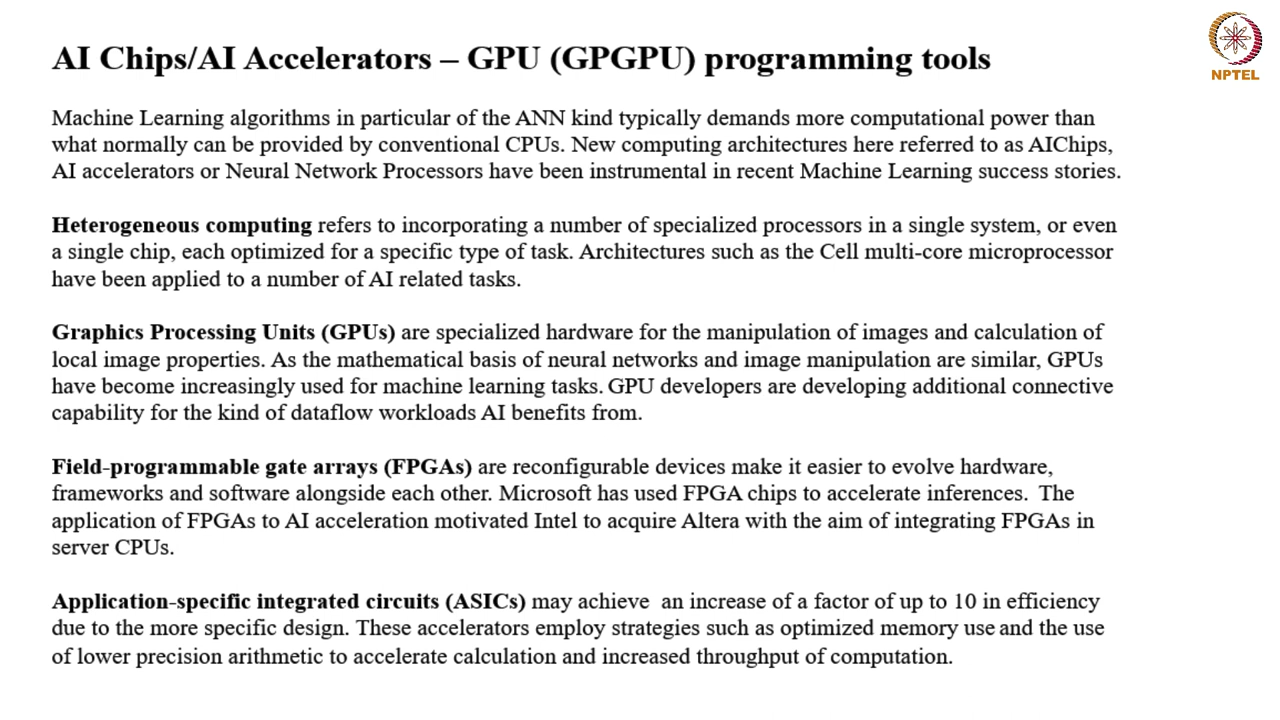 AI Chips/AI Accelerators – GPU (GPGPU) programming tools
NPTEL
Machine Learning algorithms in particular of the ANN kind typically demands more computational power than
what normally can be provided by conventional CPUs. New computing architectures here referred to as AIChips,
AI accelerators or Neural Network Processors have been instrumental in recent Machine Learning success stories.
Heterogeneous computing refers to incorporating a number of specialized processors in a single system, or even
a single chip, each optimized for a specific type of task. Architectures such as the Cell multi-core microprocessor
have been applied to a number of AI related tasks.
Graphics Processing Units (GPUs) are specialized hardware for the manipulation of images and calculation of
local image properties. As the mathematical basis of neural networks and image manipulation are similar, GPUs
have become increasingly used for machine learning tasks. GPU developers are developing additional connective
capability for the kind of dataflow workloads AI benefits from.
Field-programmable gate arrays (FPGAs) are reconfigurable devices make it easier to evolve hardware,
frameworks and software alongside each other. Microsoft has used FPGA chips to accelerate inferences. The
application of FPGAs to AI acceleration motivated Intel to acquire Altera with the aim of integrating FPGAs in
server CPUs.
Application-specific integrated circuits (ASICs) may achieve an increase of a factor of up to 10 in efficiency
due to the more specific design. These accelerators employ strategies such as optimized memory use and the use
of lower precision arithmetic to accelerate calculation and increased throughput of computation.